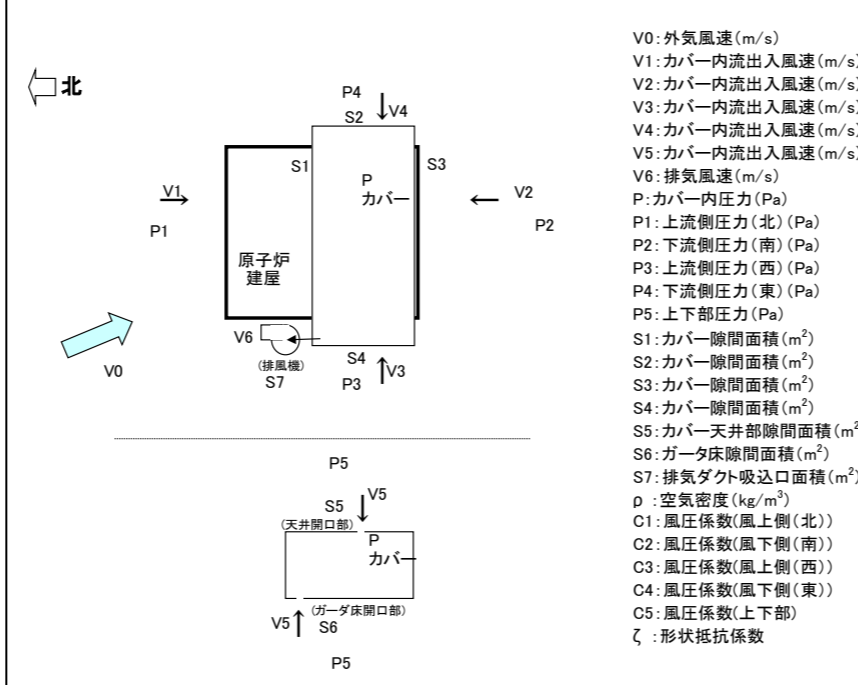 北
P4
V4
S2
S1
P
カバー
S3
V1
P1
V2
P2
原子炉
建屋
V6
(排風機)
S7
S4
P3
V3
V0
P5
S5
V5
(天井開口部)
P
カバー
(ガーダ床開口部)
V5
S6
P5
V0:外気風速(m/s)
V1:カバー内流出入風速(m/s)
V2:カバー内流出入風速(m/s)
V3:カバー内流出入風速(m/s)
V4:カバー内流出入風速(m/s)
V5:カバー内流出入風速(m/s)
V6:排気風速(m/s)
P:カバー内圧力(Pa)
P1:上流側圧力(北)(Pa)
P2:下流側圧力(南)(Pa)
P3:上流側圧力(西)(Pa)
P4:下流側圧力(東)(Pa)
P5:上下部圧力(Pa)
S1:カバー隙間面積(m²)
S2:カバー隙間面積(m²)
S3:カバー隙間面積(m²)
S4:カバー隙間面積(m²)
S5:カバー天井部隙間面積(m²
S6:ガータ床隙間面積(m²)
S7:排気ダクト吸込口面積(m²)
ρ :空気密度(kg/m³)
C1:風圧係数(風上側(北))
C2:風圧係数(風下側(南))
C3:風圧係数(風上側(西))
C4:風圧係数(風下側(東))
C5:風圧係数(上下部)
ζ :形状抵抗係数